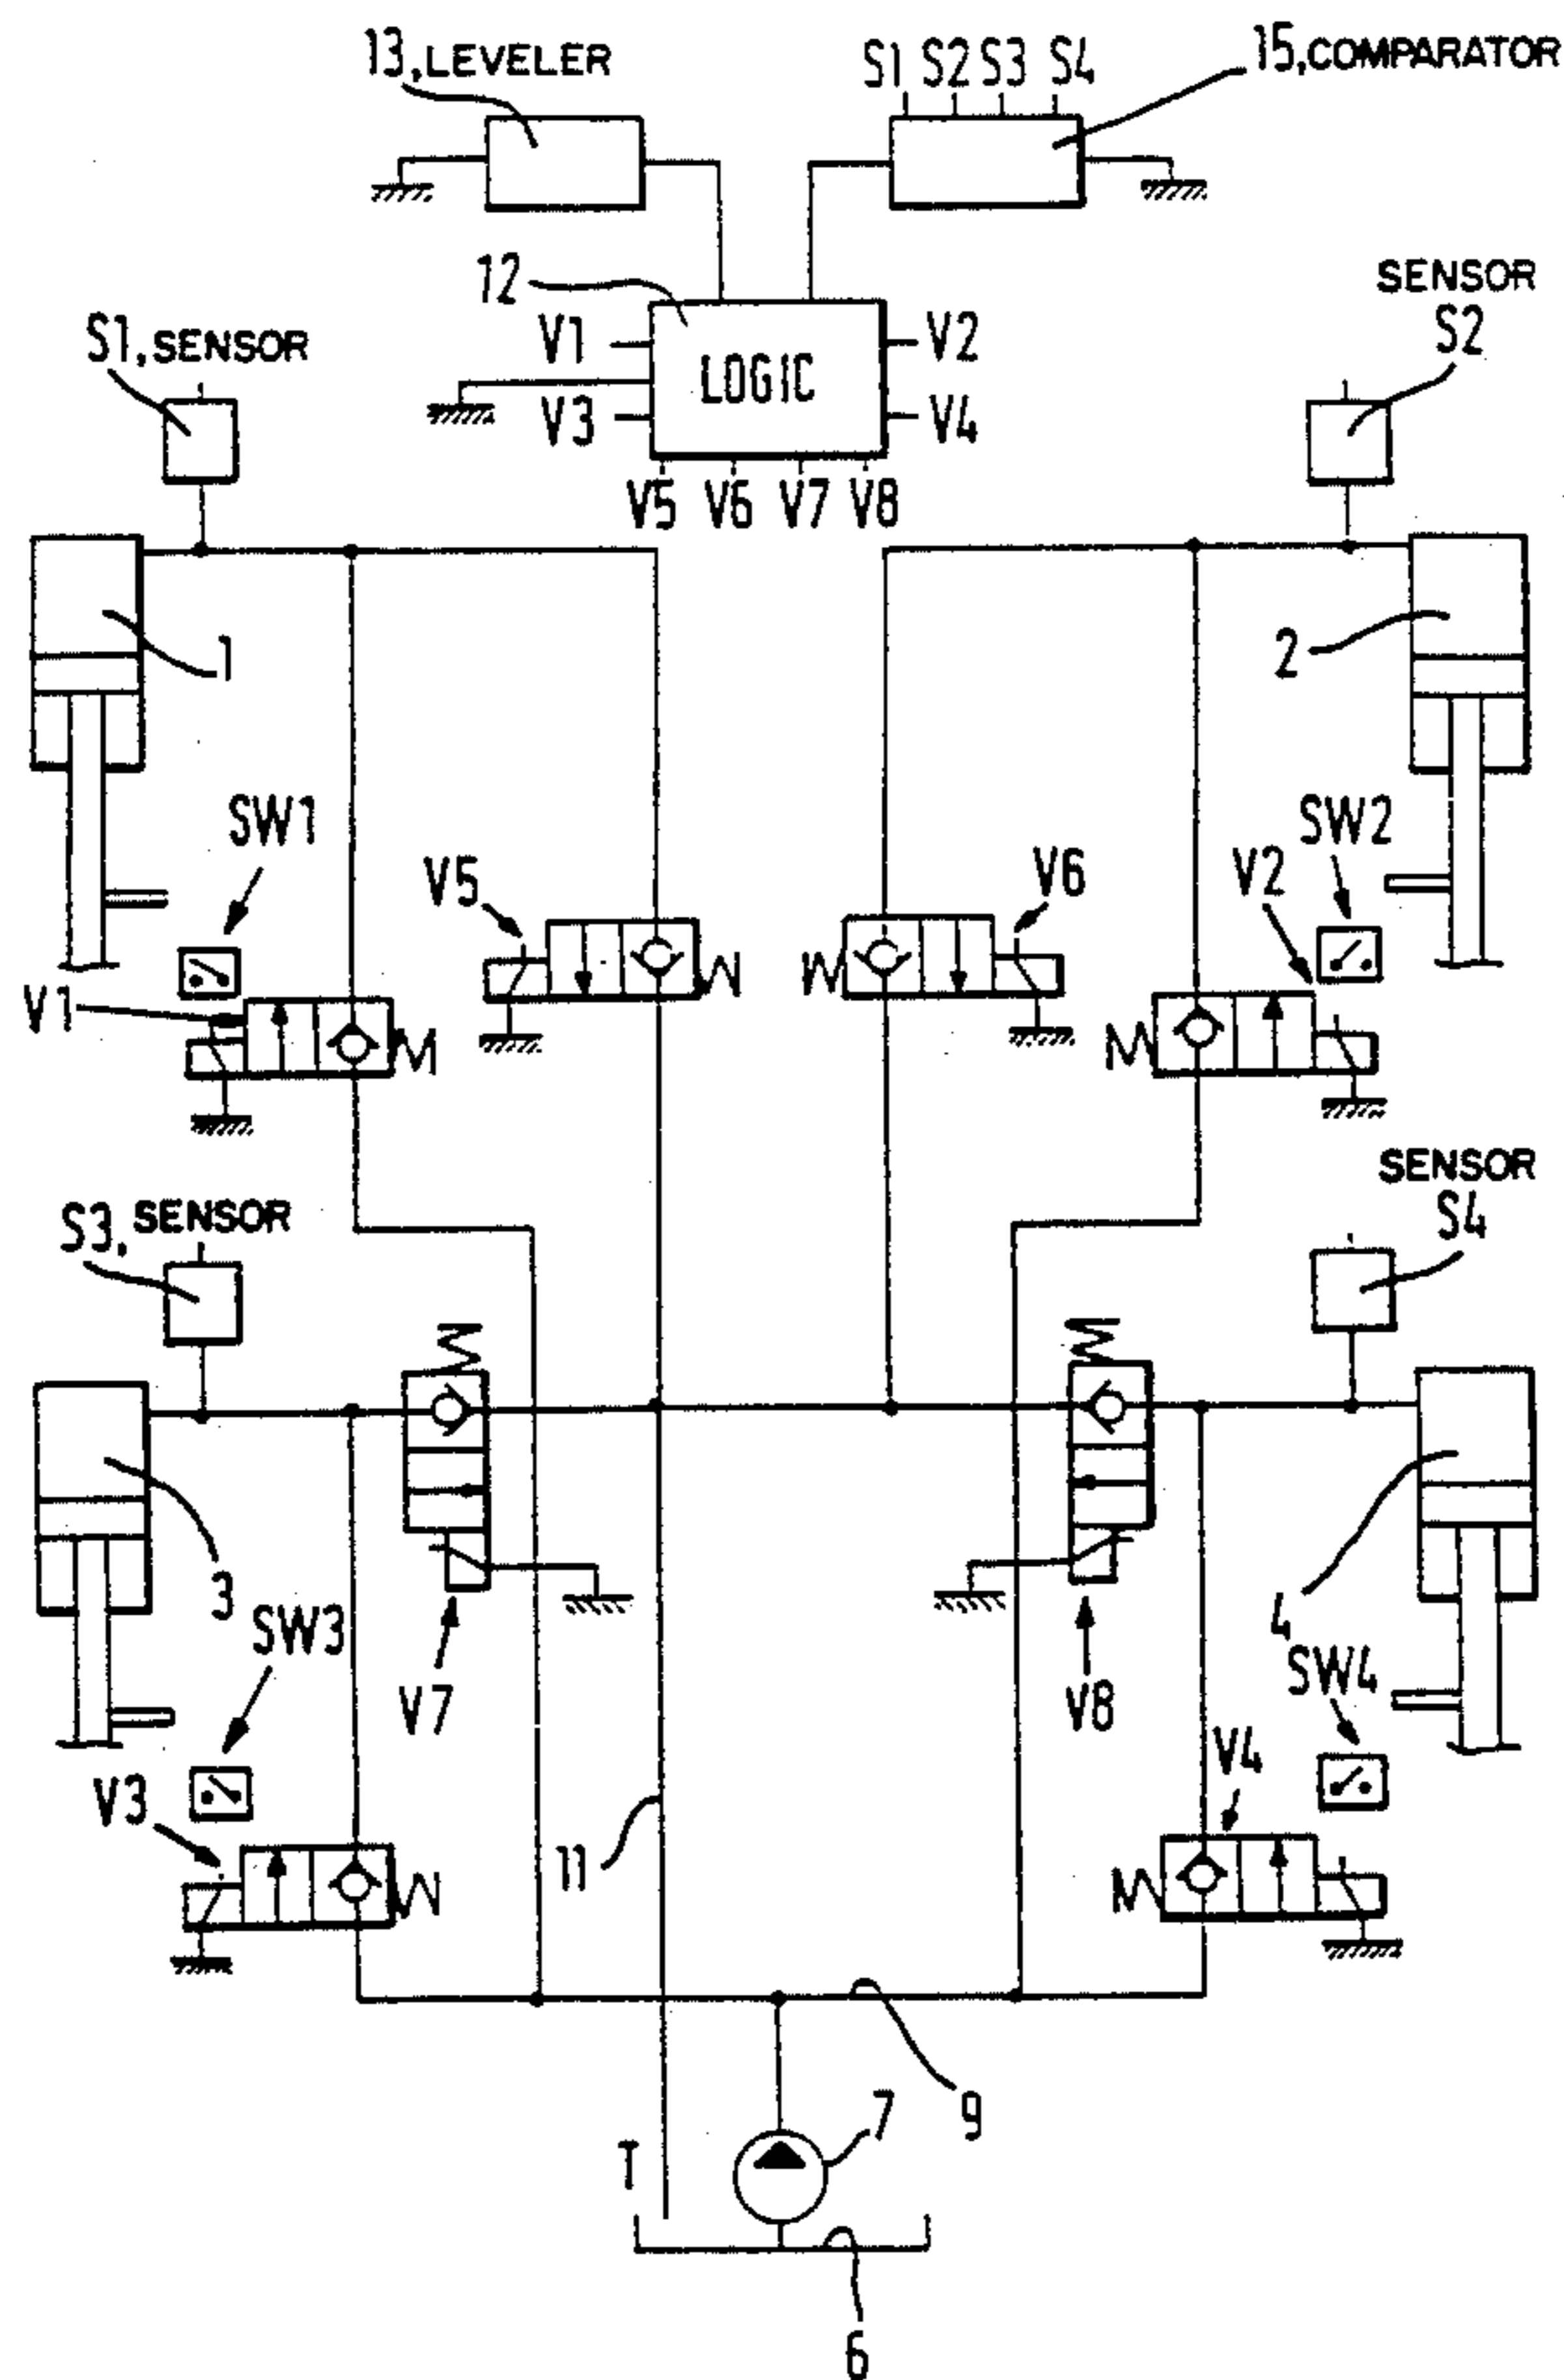 13, LEVELER
S1 S2 S3 S4
15, COMPARATOR
12
V1
V2
LOGIC
V3
V4
V5 V6 V7 V8
S1, SENSOR
SENSOR
S2
1
2
SW1
SW2
V5
V6
V2
V1
S3, SENSOR
SENSOR
S4
3
4
SW3
SW4
V7
V8
V4
V3
11
9
7
T
6